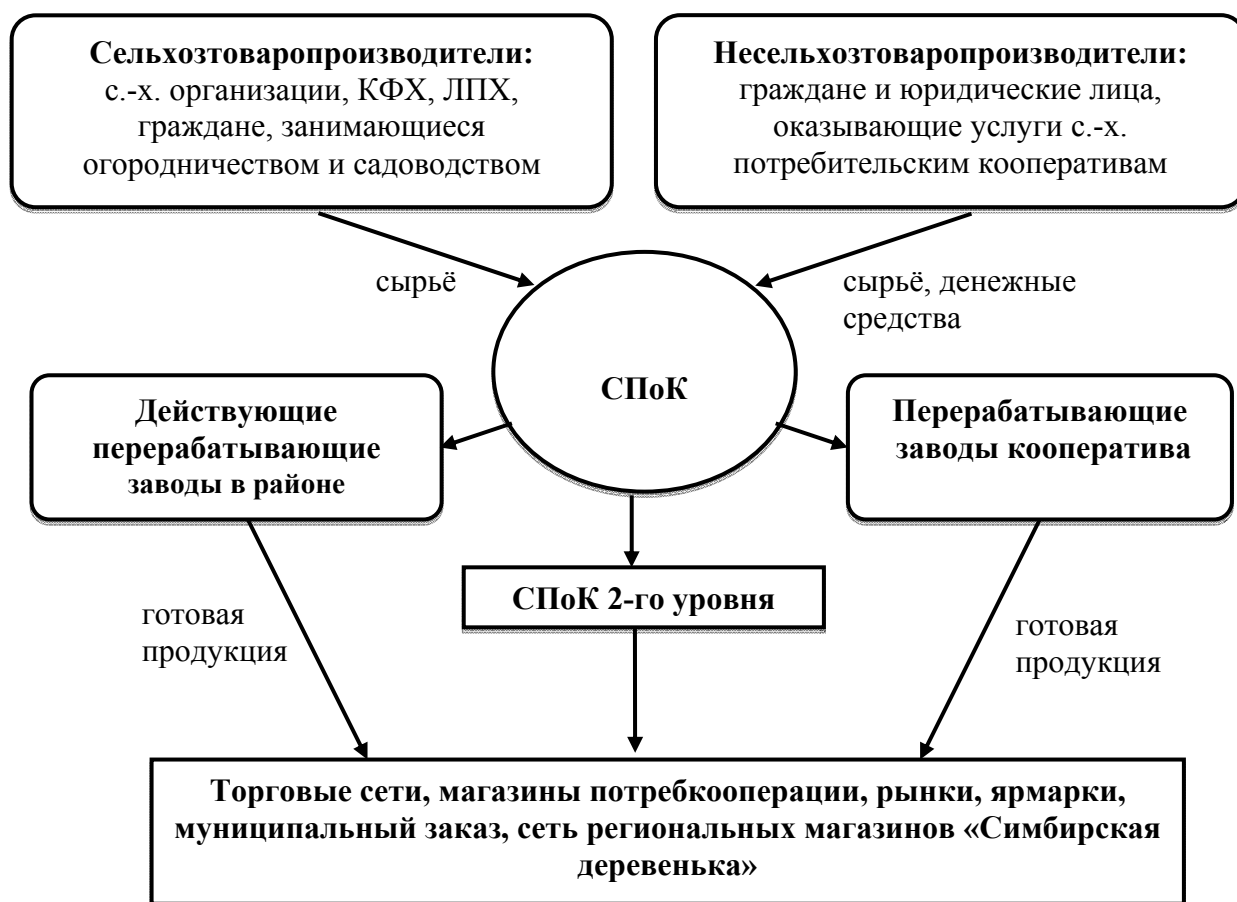 Сельхозтоваропроизводители:
с.-х. организации, КФХ, ЛПХ,
граждане, занимающиеся
огородничеством и садоводством
Несельхозтоваропроизводители:
граждане и юридические лица,
оказывающие услуги с.-х.
потребительским кооперативам
сырьё
сырьё, денежные
средства
СПоК
Действующие
перерабатывающие
заводы в районе
Перерабатывающие
заводы кооператива
СПоК 2-го уровня
готовая
продукция
готовая
продукция
Торговые сети, магазины потребкооперации, рынки, ярмарки,
муниципальный заказ, сеть региональных магазинов «Симбирская
деревенька»